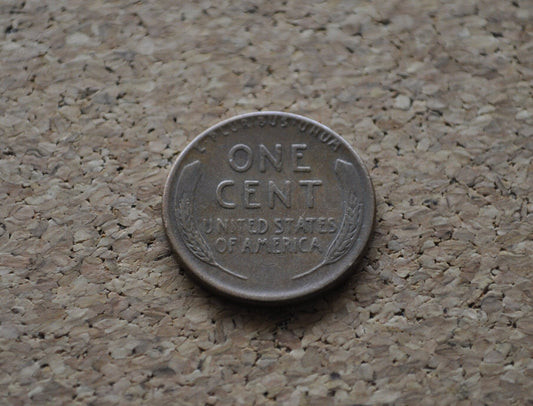 E·PLURIBUS·UNUM
ONE
CENT
UNITED STATES
OF AMERICA